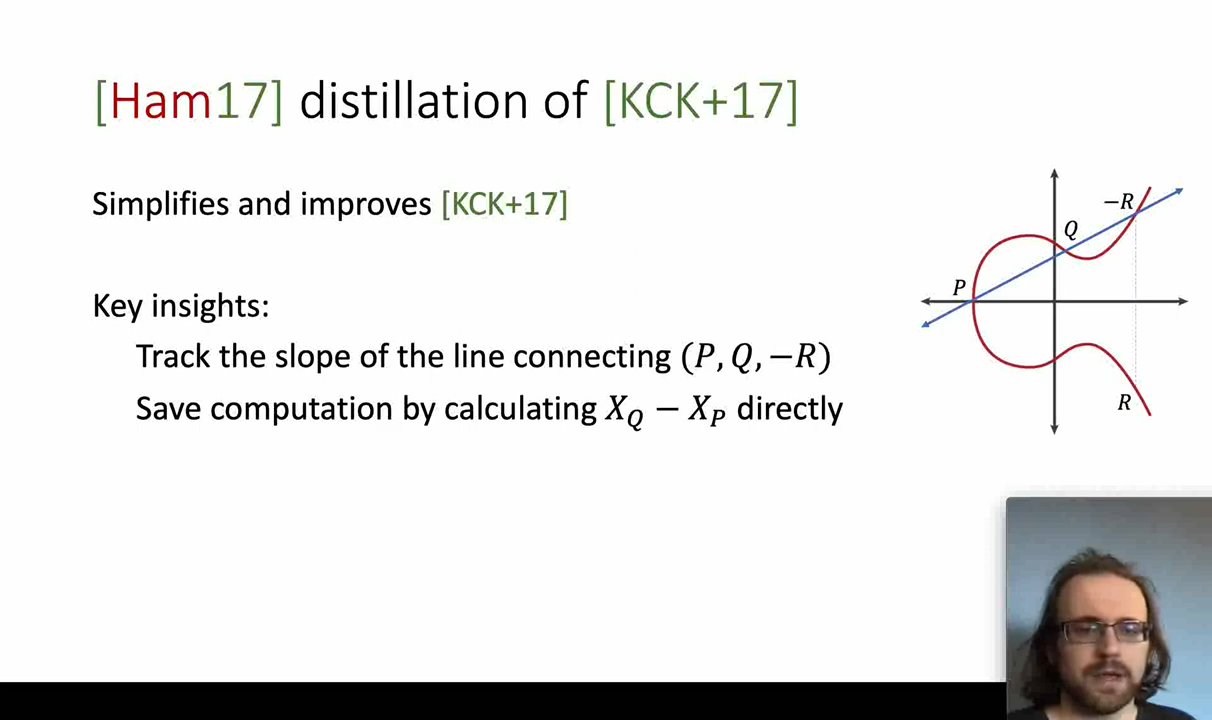 [Ham17] distillation of [KCK+17]
Simplifies and improves [KCK+17]
Key insights:
Track the slope of the line connecting (P, Q, −R)
Save computation by calculating X_Q − X_P directly
−R
Q
P
R